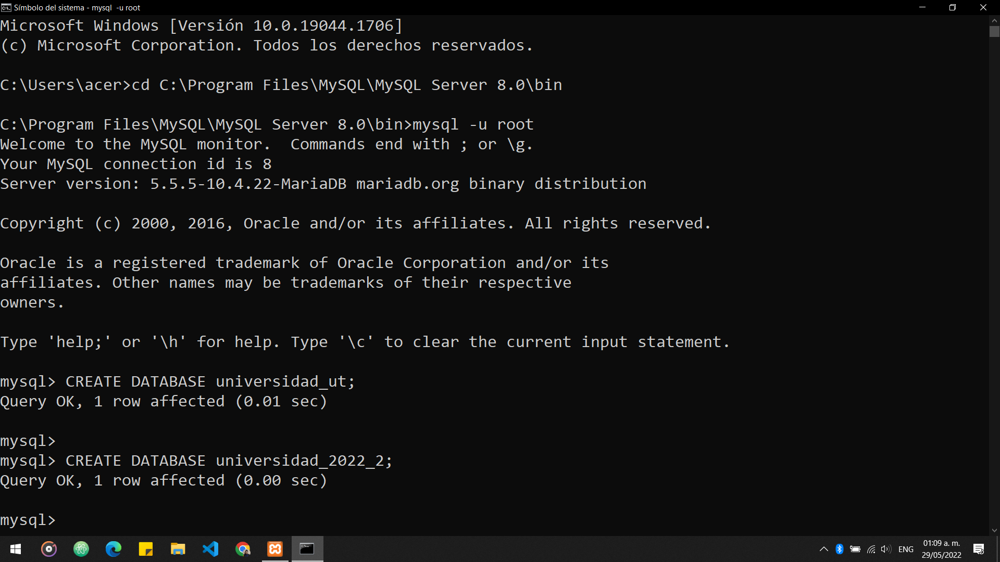 Símbolo del sistema - mysql  -u root
Microsoft Windows [Versión 10.0.19044.1706]
(c) Microsoft Corporation. Todos los derechos reservados.
C:\Users\acer>cd C:\Program Files\MySQL\MySQL Server 8.0\bin
C:\Program Files\MySQL\MySQL Server 8.0\bin>mysql -u root
Welcome to the MySQL monitor.  Commands end with ; or \g.
Your MySQL connection id is 8
Server version: 5.5.5-10.4.22-MariaDB mariadb.org binary distribution
Copyright (c) 2000, 2016, Oracle and/or its affiliates. All rights reserved.
Oracle is a registered trademark of Oracle Corporation and/or its
affiliates. Other names may be trademarks of their respective
owners.
Type 'help;' or '\h' for help. Type '\c' to clear the current input statement.
mysql> CREATE DATABASE universidad_ut;
Query OK, 1 row affected (0.01 sec)
mysql>
mysql> CREATE DATABASE universidad_2022_2;
Query OK, 1 row affected (0.00 sec)
mysql>
ENG
01:09 a. m.
29/05/2022